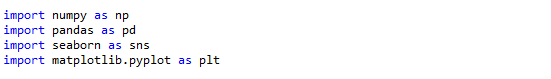 import numpy as np
import pandas as pd
import seaborn as sns
import matplotlib.pyplot as plt